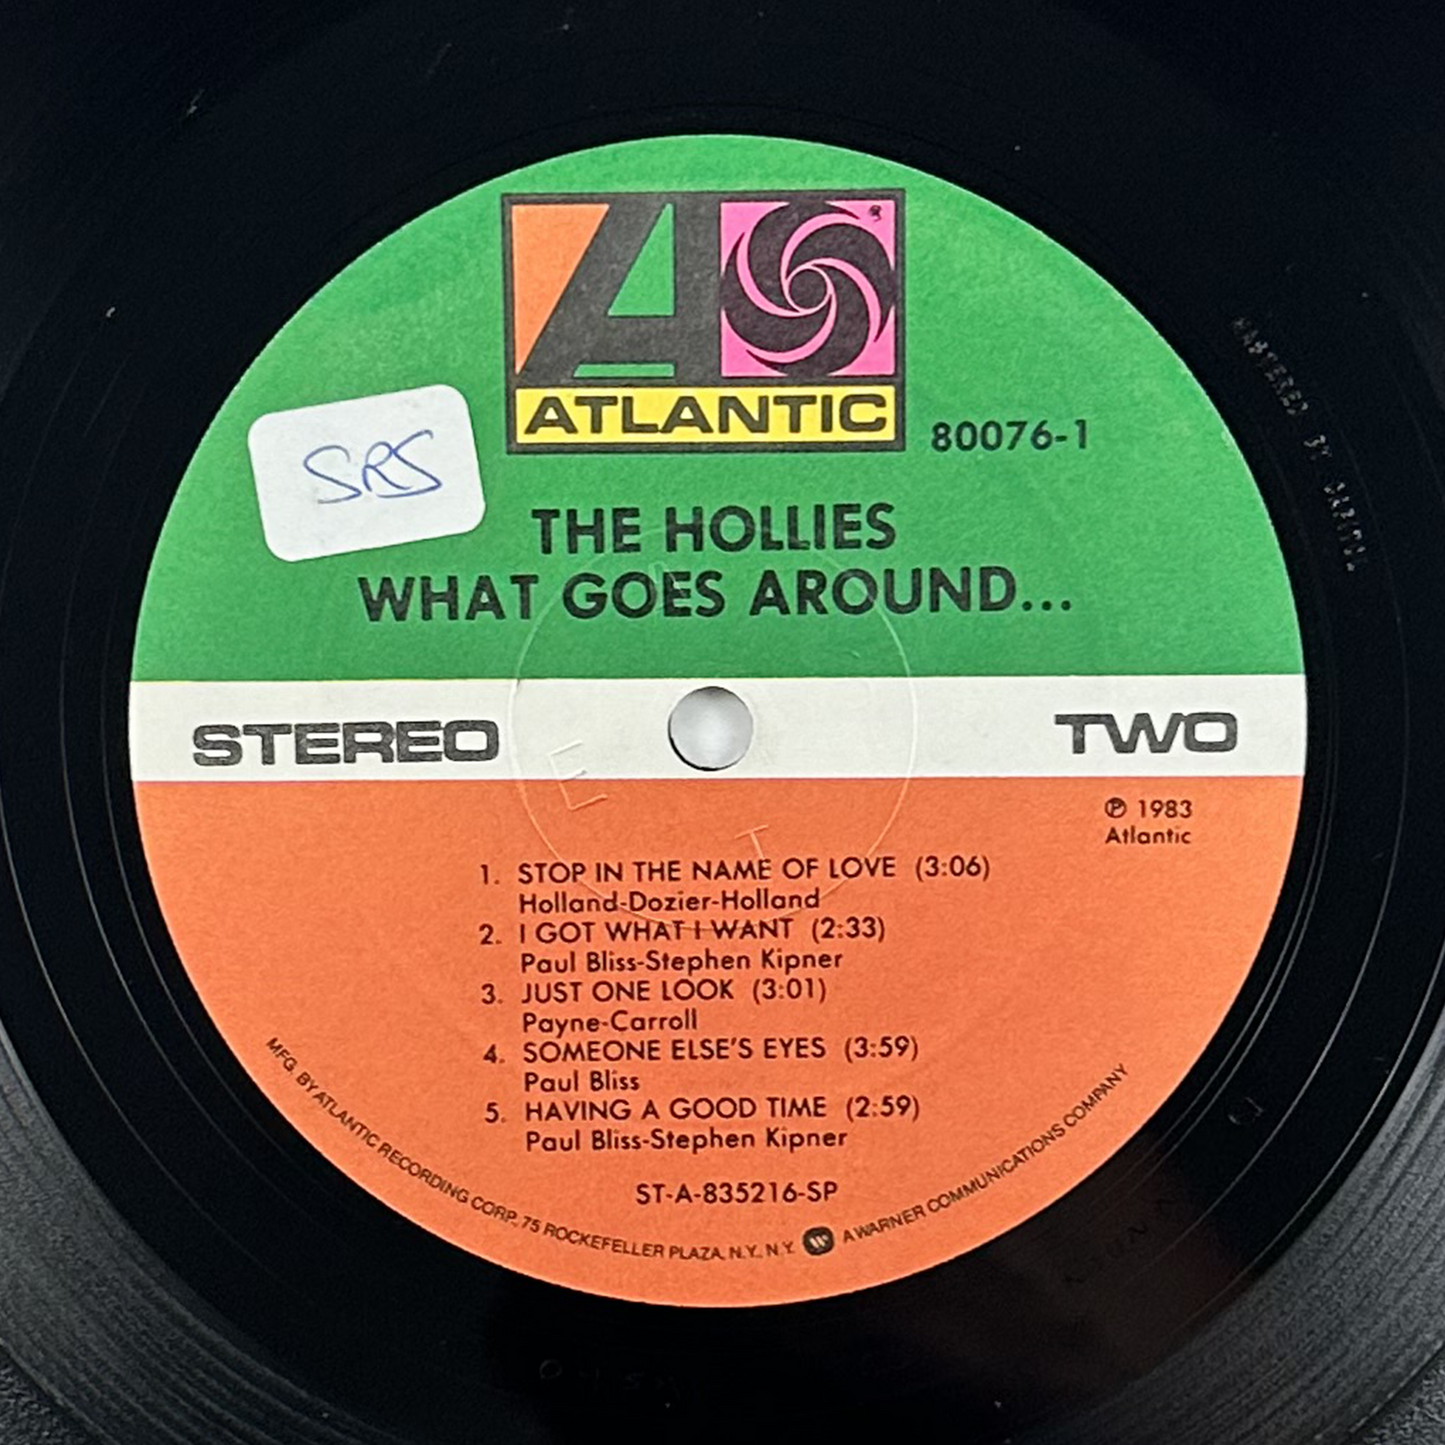 ATLANTIC
®
80076-1
SRS
THE HOLLIES
WHAT GOES AROUND...
STEREO
TWO
℗ 1983
Atlantic
1. STOP IN THE NAME OF LOVE (3:06)
Holland-Dozier-Holland
2. I GOT WHAT I WANT (2:33)
Paul Bliss-Stephen Kipner
3. JUST ONE LOOK (3:01)
Payne-Carroll
4. SOMEONE ELSE'S EYES (3:59)
Paul Bliss
5. HAVING A GOOD TIME (2:59)
Paul Bliss-Stephen Kipner
ST-A-835216-SP
MFG. BY ATLANTIC RECORDING CORP. 75 ROCKEFELLER PLAZA, N.Y. N.Y. W A WARNER COMMUNICATIONS COMPANY
MASTERED BY CAPITOL
E
T